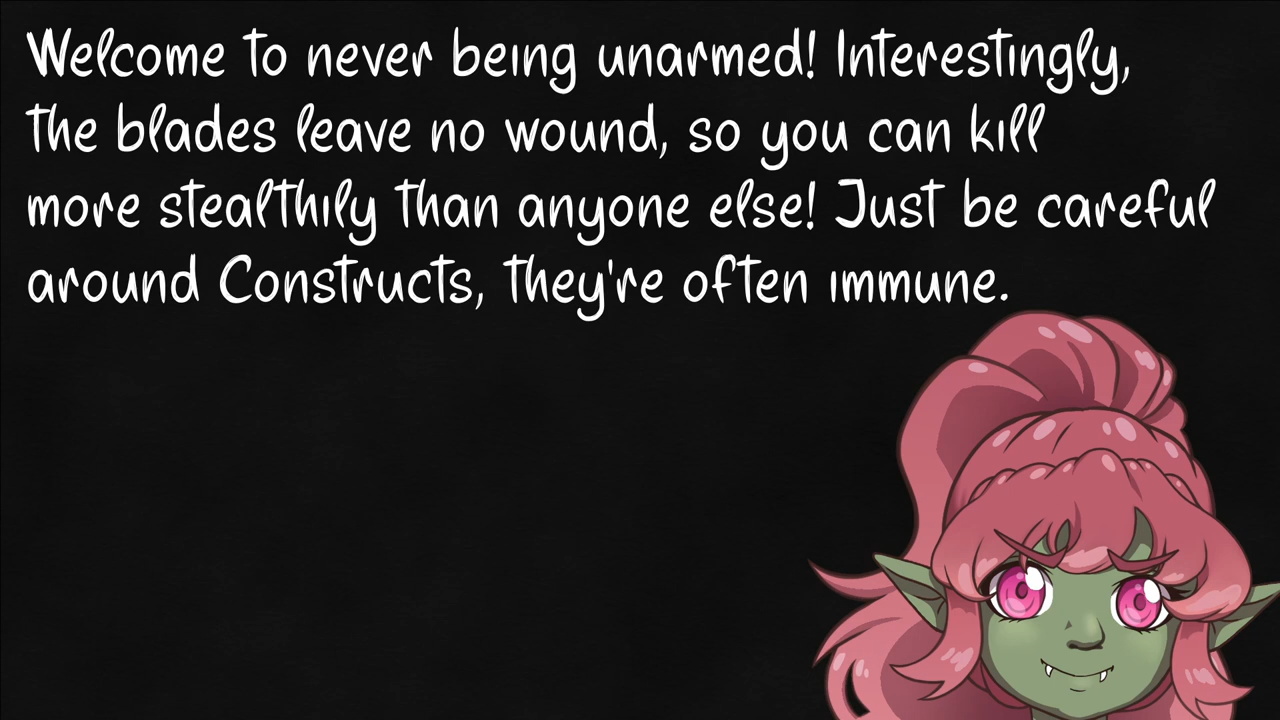 Welcome to never being unarmed! Interestingly,
the blades leave no wound, so you can kill
more stealthily than anyone else! Just be careful
around Constructs, they're often immune.